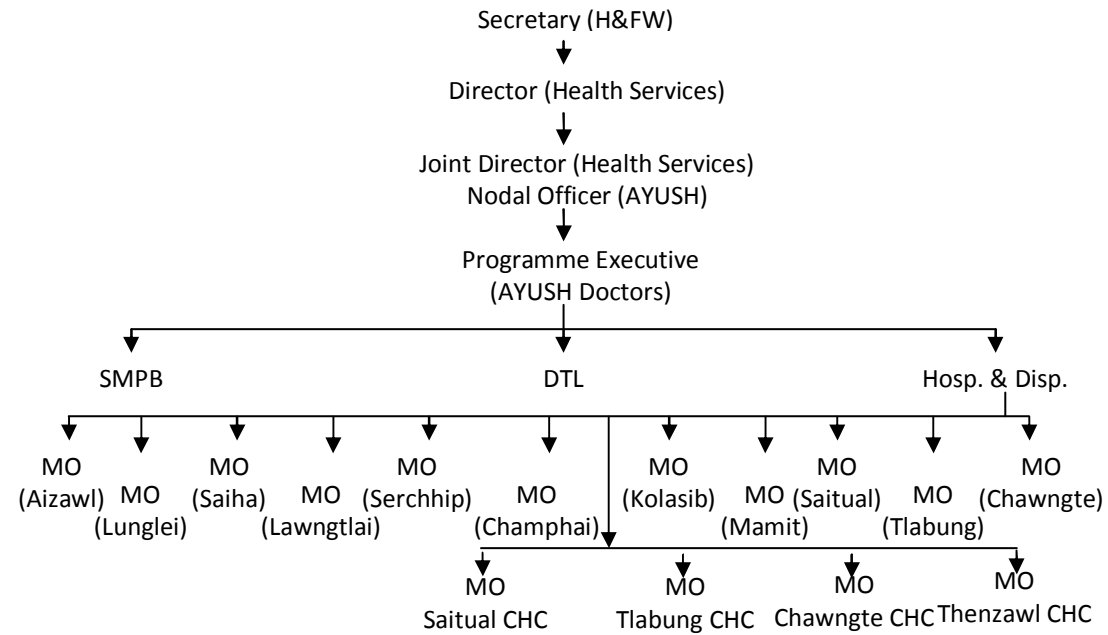 Secretary (H&FW)
Director (Health Services)
Joint Director (Health Services)
Nodal Officer (AYUSH)
Programme Executive
(AYUSH Doctors)
SMPB
DTL
Hosp. & Disp.
MO
(Aizawl)
MO
(Lunglei)
MO
(Saiha)
MO
(Lawngtlai)
MO
(Serchhip)
MO
(Champhai)
MO
(Kolasib)
MO
(Mamit)
MO
(Saitual)
MO
(Tlabung)
MO
(Chawngte)
MO
Saitual CHC
MO
Tlabung CHC
MO
Chawngte CHC
MO
Thenzawl CHC